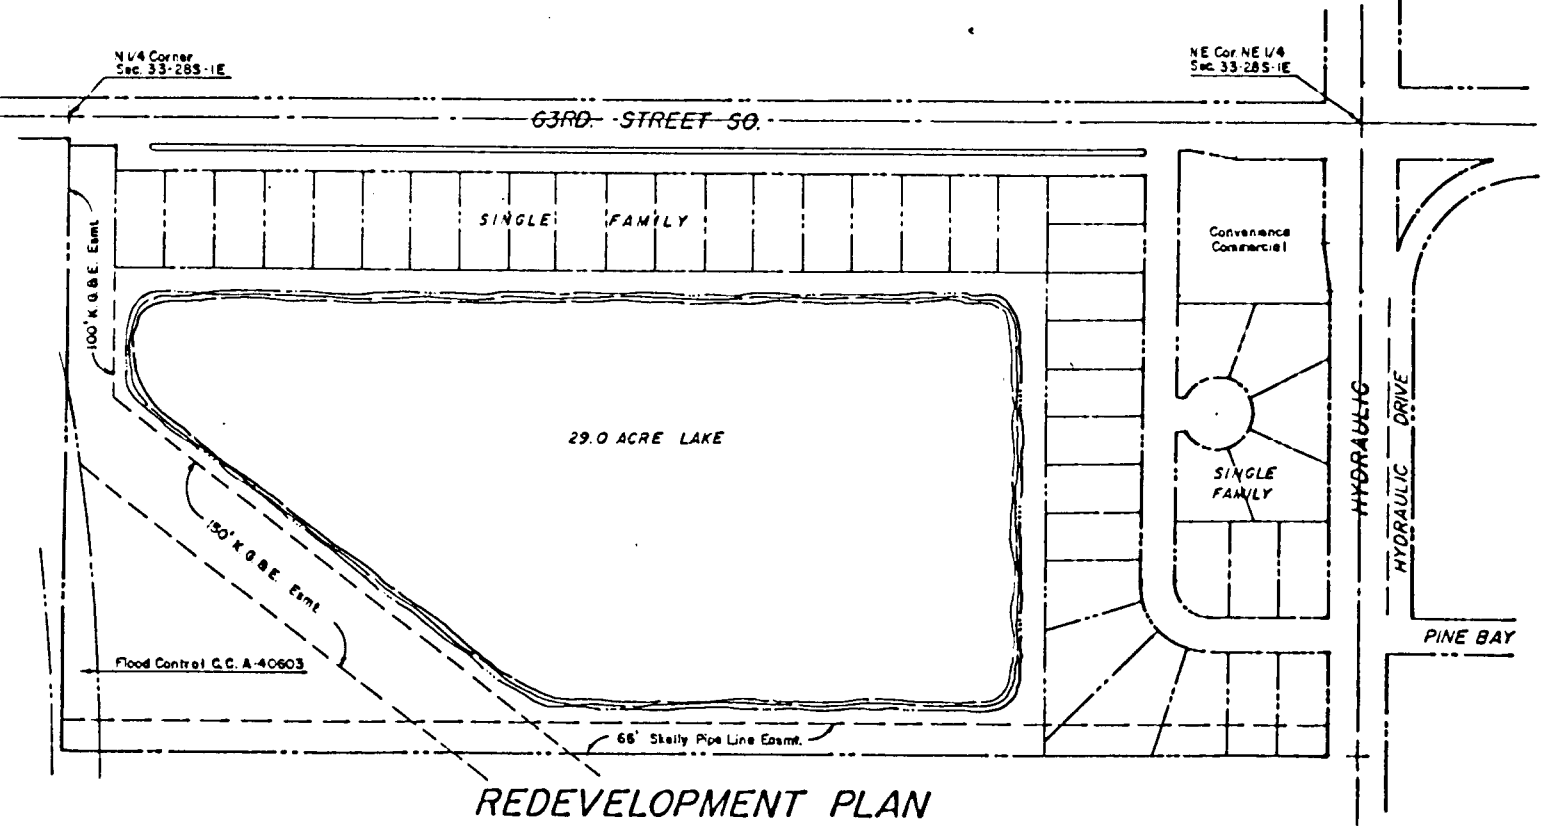 N 1/4 Corner
Sec. 33-28S-1E
NE Cor. NE 1/4
Sec. 33-28S-1E
63RD. STREET SO.
SINGLE FAMILY
Convenience
Commercial
100' K.G.&E. Esmt.
29.0 ACRE LAKE
SINGLE
FAMILY
HYDRAULIC
HYDRAULIC DRIVE
150' K.G.&E. Esmt.
PINE BAY
Flood Control C.C. A-40603
66' Skelly Pipe Line Easmt.
REDEVELOPMENT PLAN